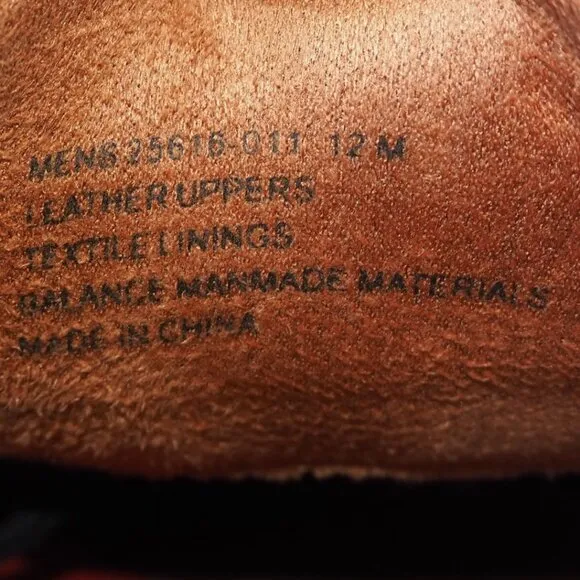 MENS 25616-011 12 M
LEATHER UPPERS
TEXTILE LININGS
BALANCE MANMADE MATERIALS
MADE IN CHINA